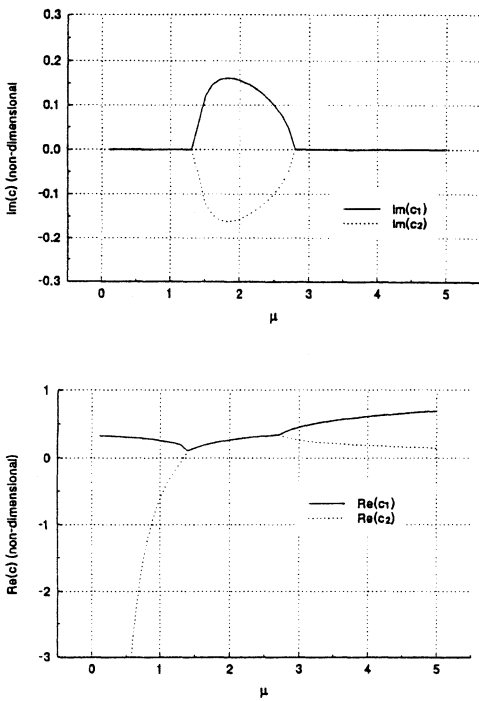 0.3
0.2
0.1
0.0
-0.1
-0.2
0.3
Im(c) (non-dimensional
Im(c1)
Im(c2)
0 1 2 3 4 5
μ
1
0
-1
-2
-3
Re(c) (non-dimensional)
Re(c1)
Re(c2)
0 1 2 3 4 5
μ